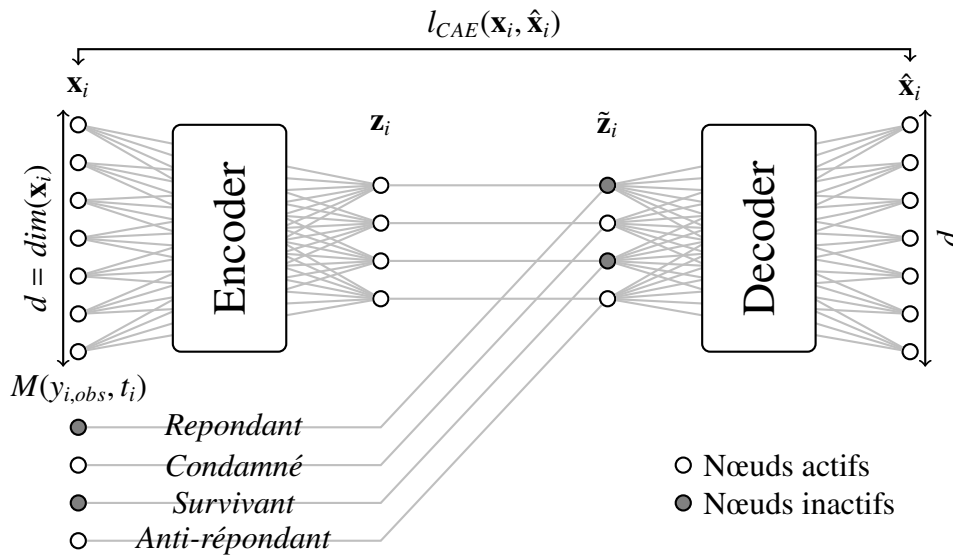 l_{CAE}(x_i, x̂_i)
x_i
x̂_i
z_i
z̃_i
d = dim(x_i)
Encoder
Decoder
d
M(y_{i,obs}, t_i)
Repondant
Condamné
Survivant
Anti-répondant
Nœuds actifs
Nœuds inactifs